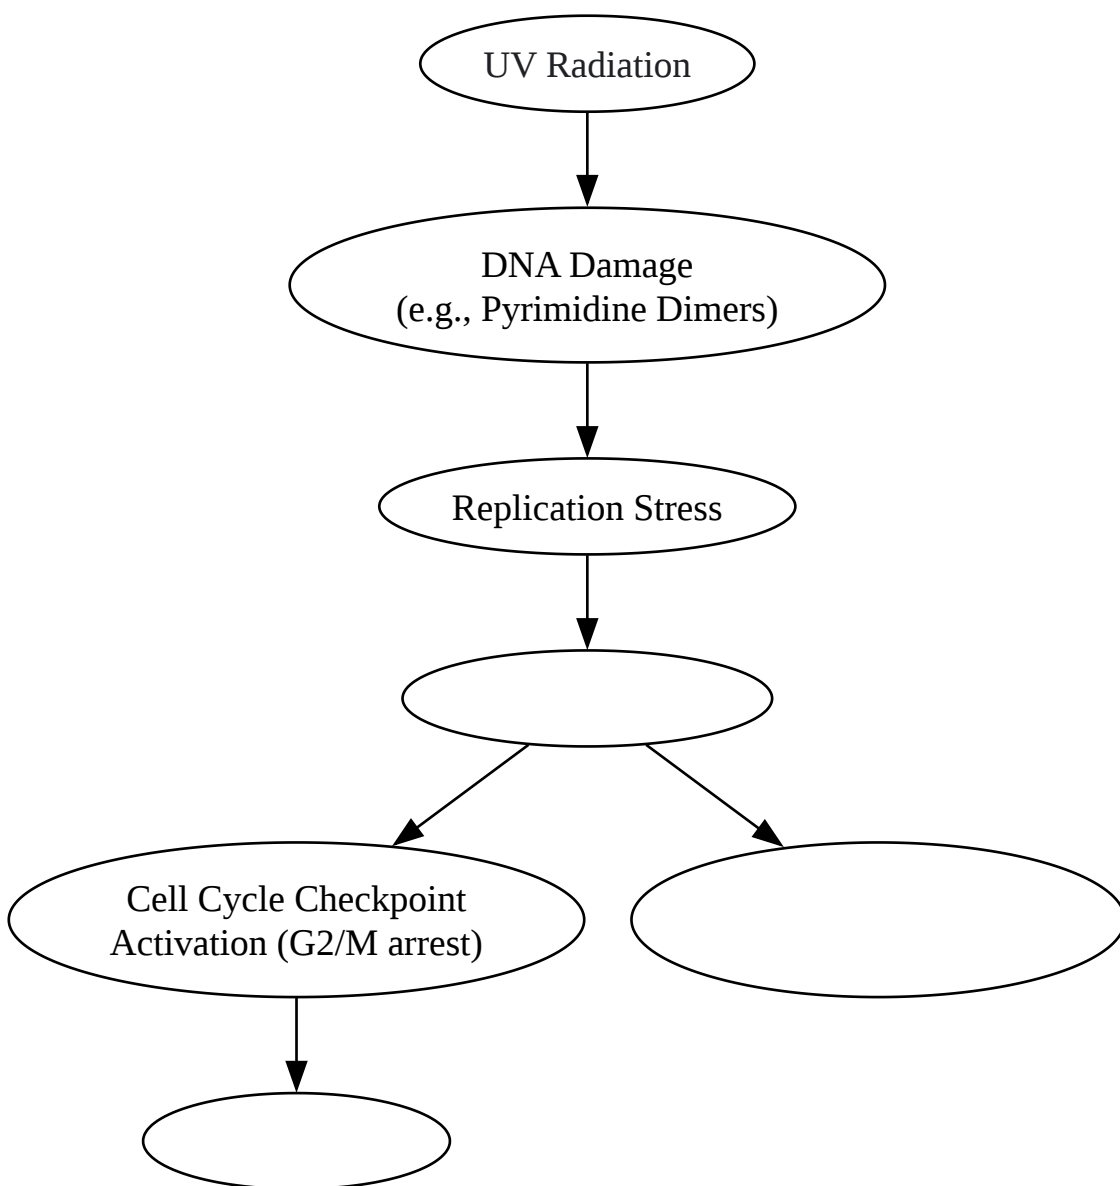 UV Radiation
DNA Damage
(e.g., Pyrimidine Dimers)
Replication Stress
Cell Cycle Checkpoint
Activation (G2/M arrest)